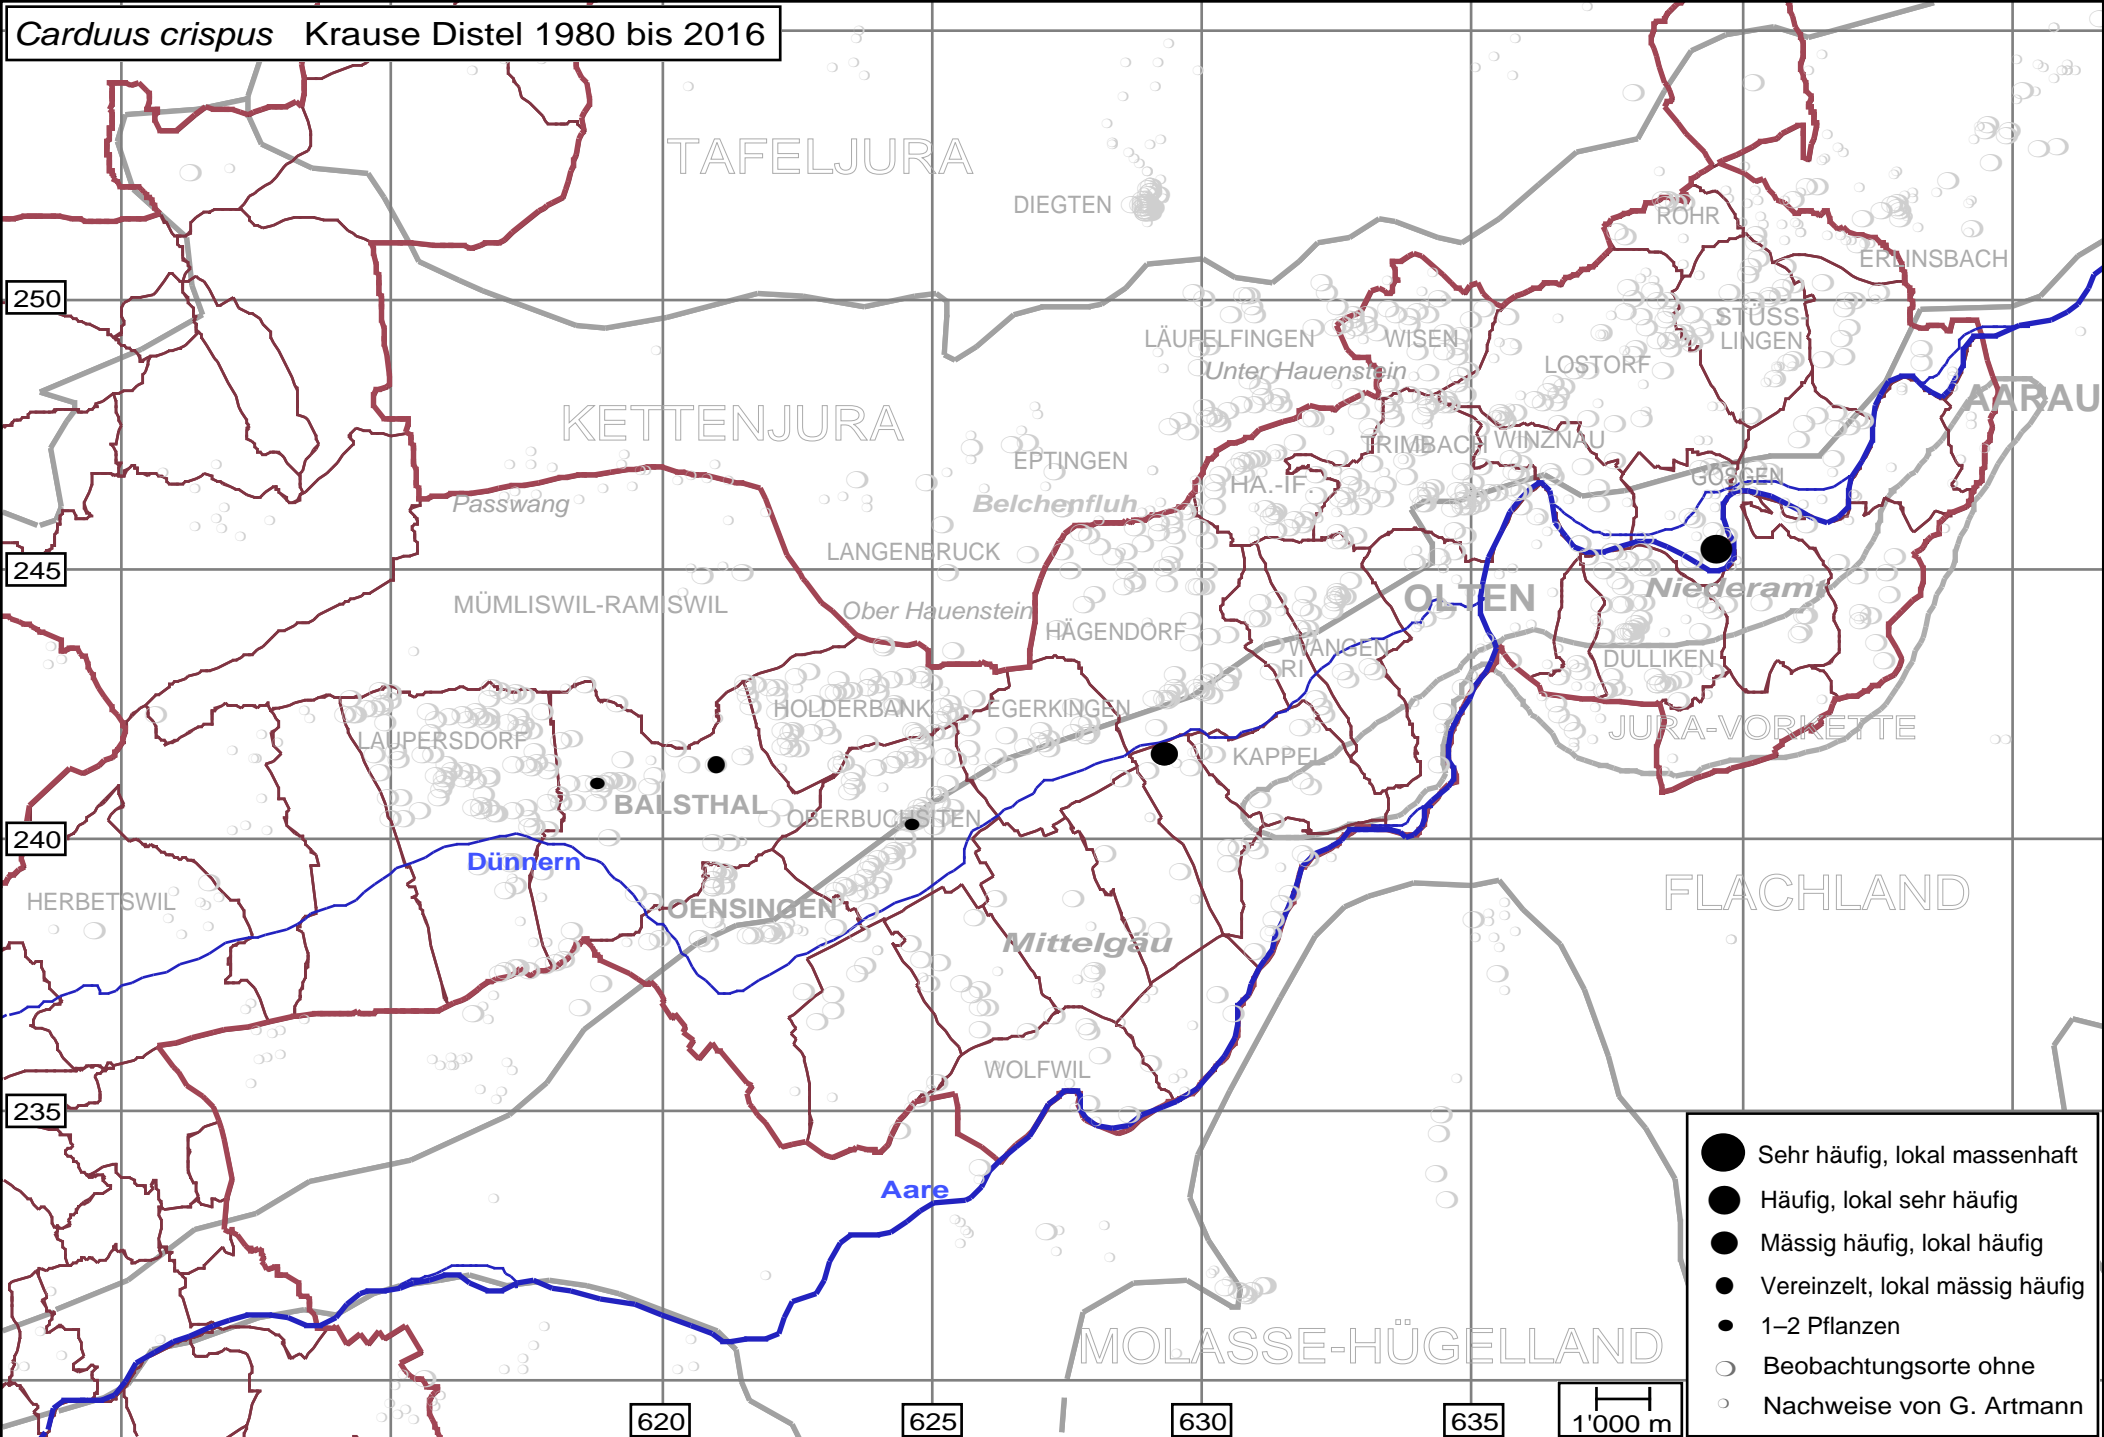 Carduus crispus Krause Distel 1980 bis 2016
TAFELJURA
DIEGTEN
ROHR
ERLINSBACH
250
STÜSS-
LINGEN
LÄUFELFINGEN
WISEN
LOSTORF
Unter Hauenstein
AARAU
KETTENJURA
TRIMBACH
WINZNAU
EPTINGEN
GÖSGEN
HA.-IF.
Passwang
Belchenfluh
LANGENBRUCK
245
Niederamt
MÜMLISWIL-RAMISWIL
OLTEN
Ober Hauenstein
HÄGENDORF
WANGEN
RI
DULLIKEN
HOLDERBANK
EGERKINGEN
JURA-VORKETTE
LAUPERSDORF
KAPPEL
BALSTHAL
OBERBUCHSITEN
240
Dünnern
HERBETSWIL
FLACHLAND
OENSINGEN
Mittelgäu
WOLFWIL
235
Aare
MOLASSE-HÜGELLAND
620
625
630
635
1'000 m
Sehr häufig, lokal massenhaft
Häufig, lokal sehr häufig
Mässig häufig, lokal häufig
Vereinzelt, lokal mässig häufig
1–2 Pflanzen
Beobachtungsorte ohne
Nachweise von G. Artmann